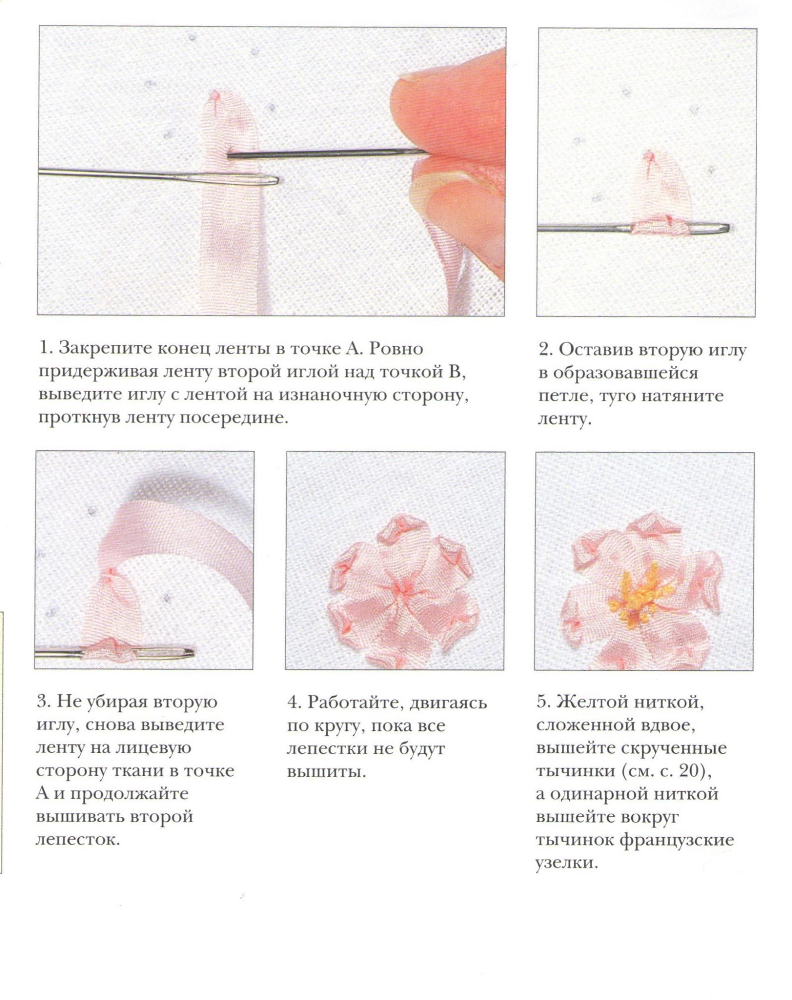 1. Закрепите конец ленты в точке А. Ровно
придерживая ленту второй иглой над точкой В,
выведите иглу с лентой на изнаночную сторону,
проткнув ленту посередине.
2. Оставив вторую иглу
в образовавшейся
петле, туго натяните
ленту.
3. Не убирая вторую
иглу, снова выведите
ленту на лицевую
сторону ткани в точке
А и продолжайте
вышивать второй
лепесток.
4. Работайте, двигаясь
по кругу, пока все
лепестки не будут
вышиты.
5. Желтой ниткой,
сложенной вдвое,
вышейте скрученные
тычинки (см. с. 20),
а одинарной ниткой
вышейте вокруг
тычинок французские
узелки.